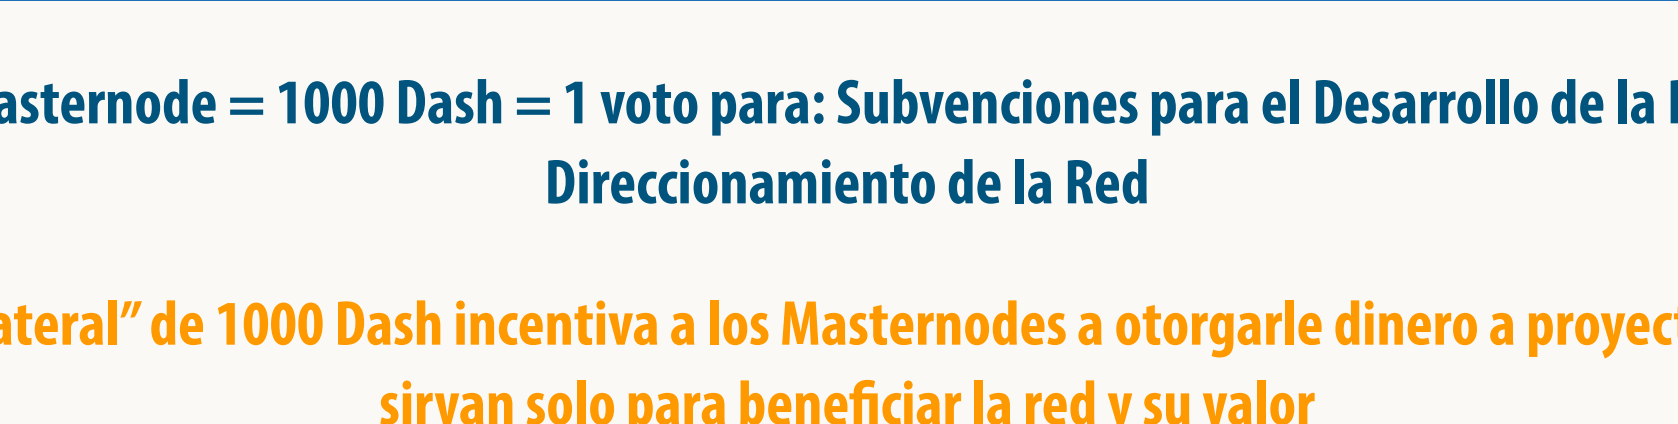 asternode = 1000 Dash = 1 voto para: Subvenciones para el Desarrollo de la
Direccionamiento de la Red
ateral” de 1000 Dash incentiva a los Masternodes a otorgarle dinero a proyect
sirvan solo para beneficiar la red y su valor